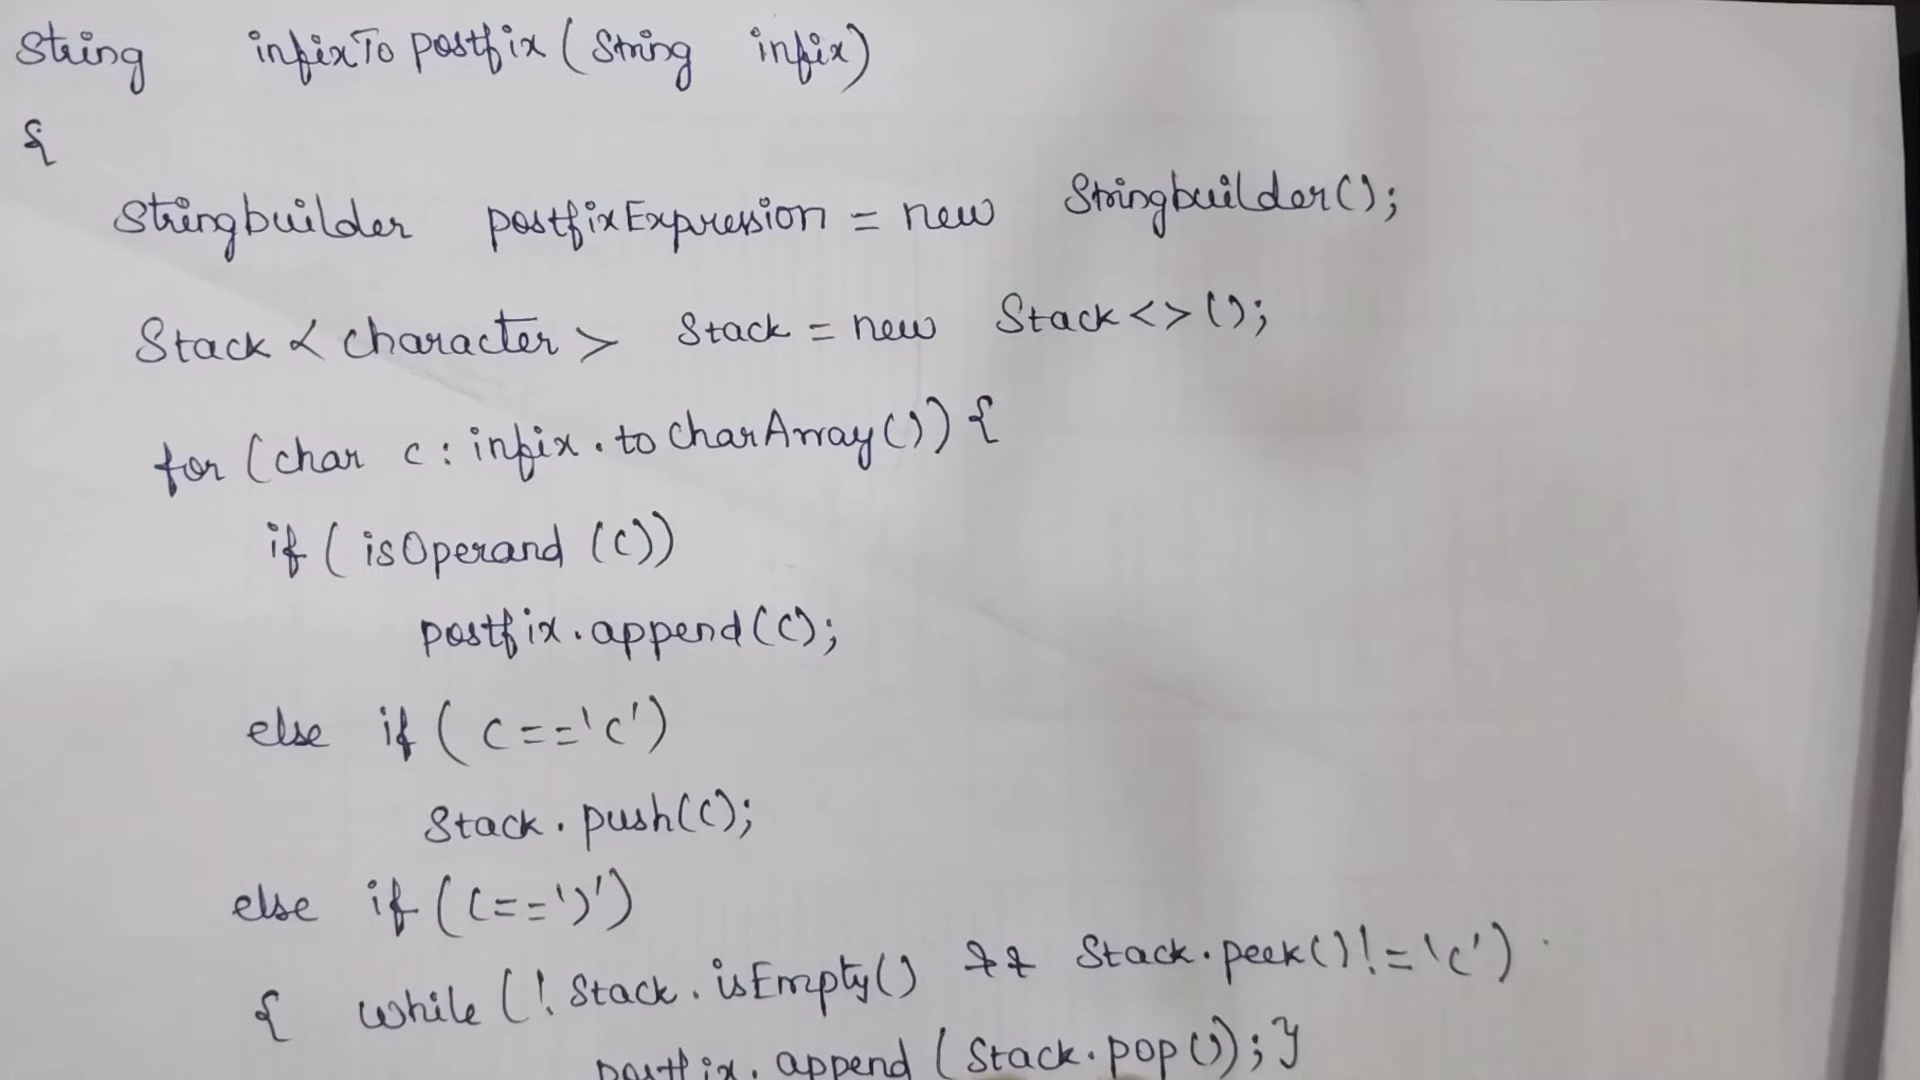 String infixTo postfix (String infix)
{
Stringbuilder postfixExpression = new Stringbuilder();
Stack < character > Stack = new Stack <> ();
for (char c : infix.to charArray()) {
if ( isOperand (c))
postfix.append(c);
else if ( c=='(')
Stack.push(c);
else if (c==')')
{ while (! Stack.isEmpty() && Stack.peek() != '(')
postfix.append (Stack.pop()); }